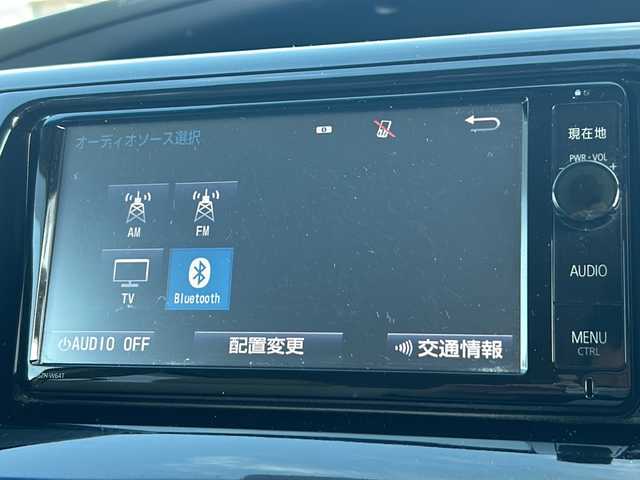 オーディオソース選択
AM
FM
TV
Bluetooth
AUDIO OFF
配置変更
交通情報
現在地
PWR・VOL
+
AUDIO
MENU
CTRL